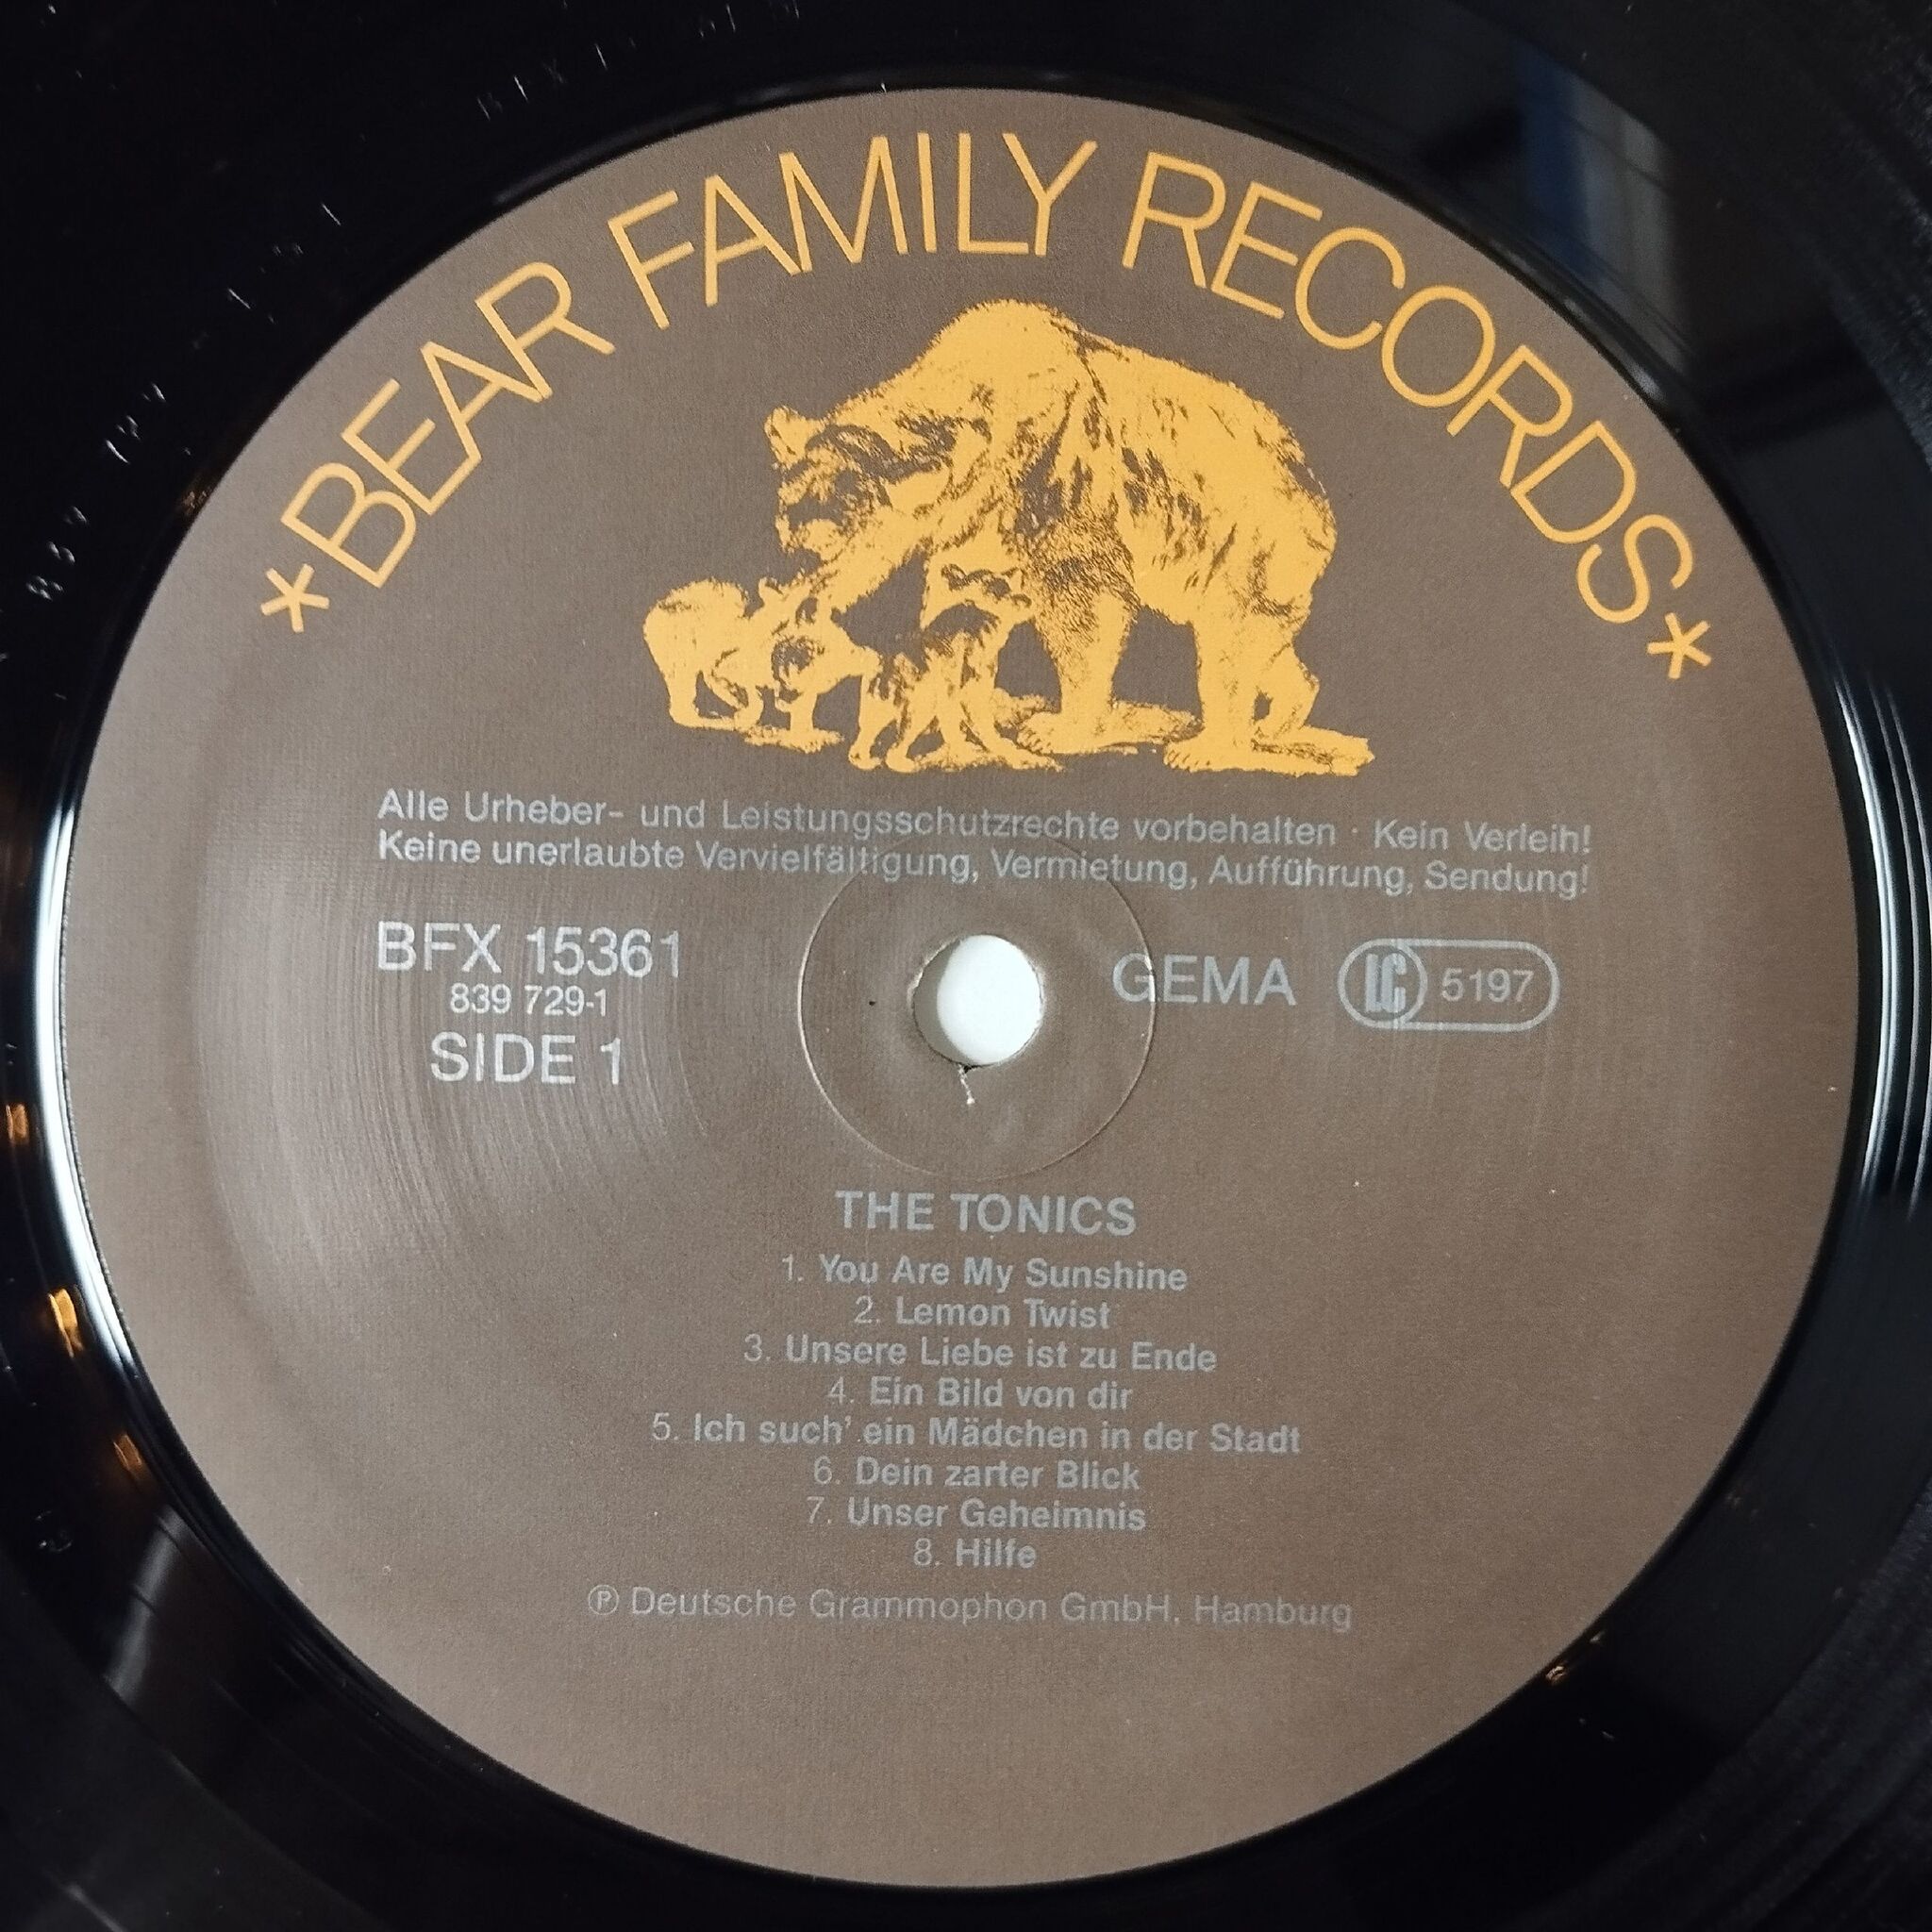 *BEAR FAMILY RECORDS*
Alle Urheber- und Leistungsschutzrechte vorbehalten · Kein Verleih!
Keine unerlaubte Vervielfältigung, Vermietung, Aufführung, Sendung!
BFX 15361
839 729-1
SIDE 1
GEMA LC 5197
THE TONICS
1. You Are My Sunshine
2. Lemon Twist
3. Unsere Liebe ist zu Ende
4. Ein Bild von dir
5. Ich such' ein Mädchen in der Stadt
6. Dein zarter Blick
7. Unser Geheimnis
8. Hilfe
℗ Deutsche Grammophon GmbH, Hamburg